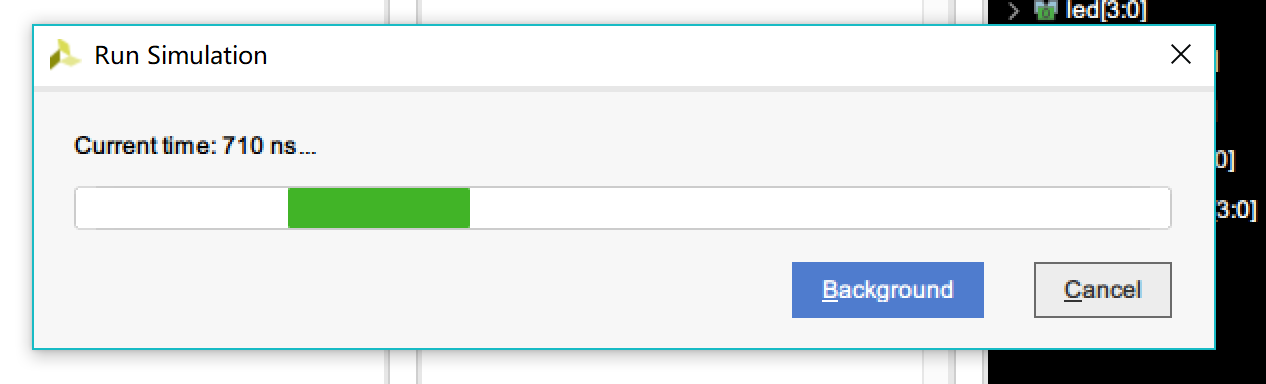 led[3:0]
Run Simulation
Current time: 710 ns...
0]
3:0]
Background
Cancel